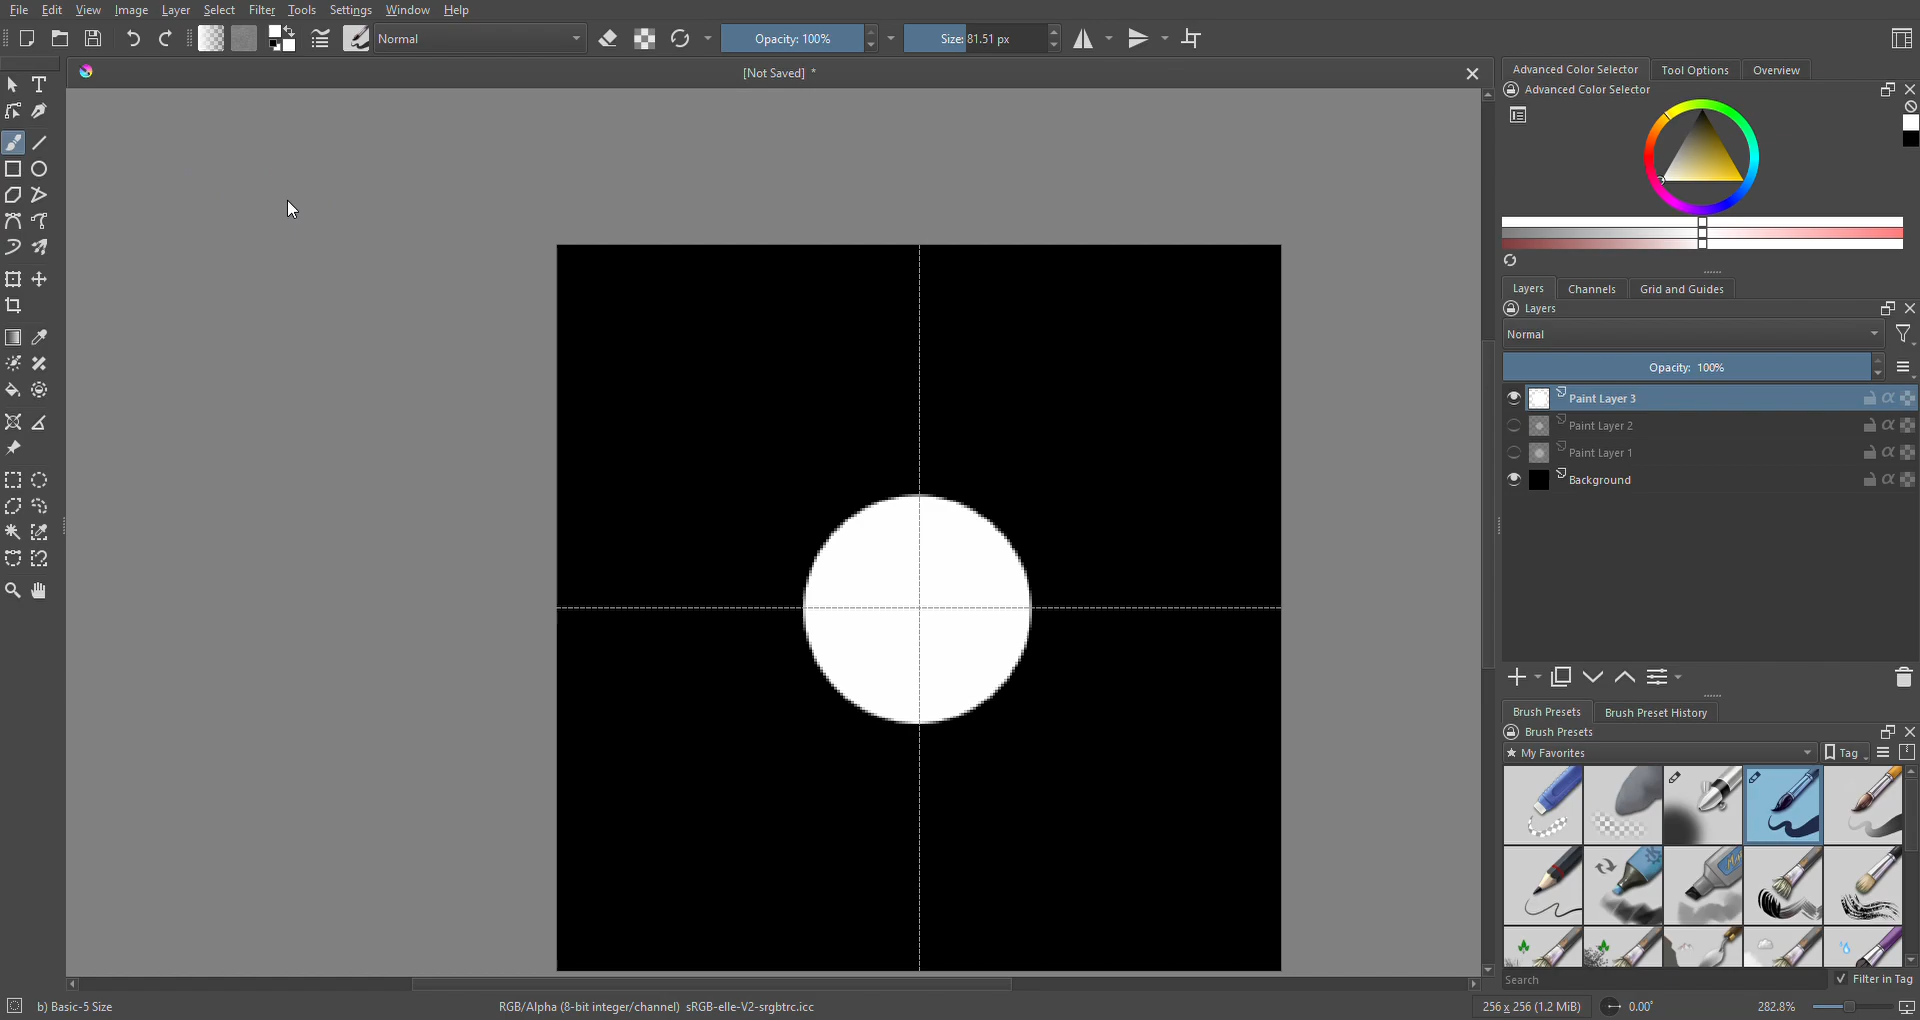 File Edit View Image Layer Select Filter Tools Settings Window Help
Normal Opacity: 100% Size: 81.51 px
[Not Saved] *
Advanced Color Selector Tool Options Overview
Advanced Color Selector
Layers Channels Grid and Guides
Layers
Normal
Opacity: 100%
Paint Layer 3
Paint Layer 2
Paint Layer 1
Background
Brush Presets Brush Preset History
Brush Presets
★ My Favorites Tag
Search Filter in Tag
b) Basic-5 Size RGB/Alpha (8-bit integer/channel) sRGB-elle-V2-srgbtrc.icc 256 x 256 (1.2 MiB) 0.00° 282.8%